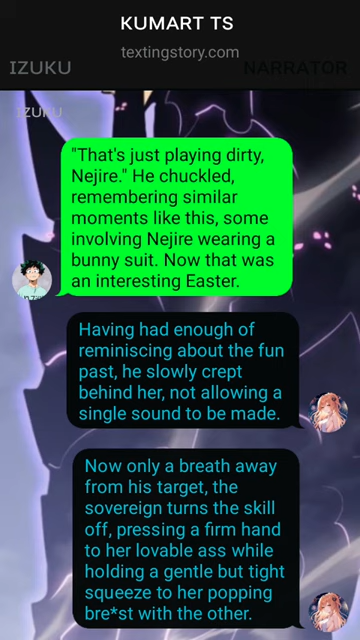 KUMART TS
textingstory.com
IZUKU
NARRATOR
IZUKU
"That's just playing dirty,
Nejire." He chuckled,
remembering similar
moments like this, some
involving Nejire wearing a
bunny suit. Now that was
an interesting Easter.
Having had enough of
reminiscing about the fun
past, he slowly crept
behind her, not allowing a
single sound to be made.
Now only a breath away
from his target, the
sovereign turns the skill
off, pressing a firm hand
to her lovable ass while
holding a gentle but tight
squeeze to her popping
bre*st with the other.